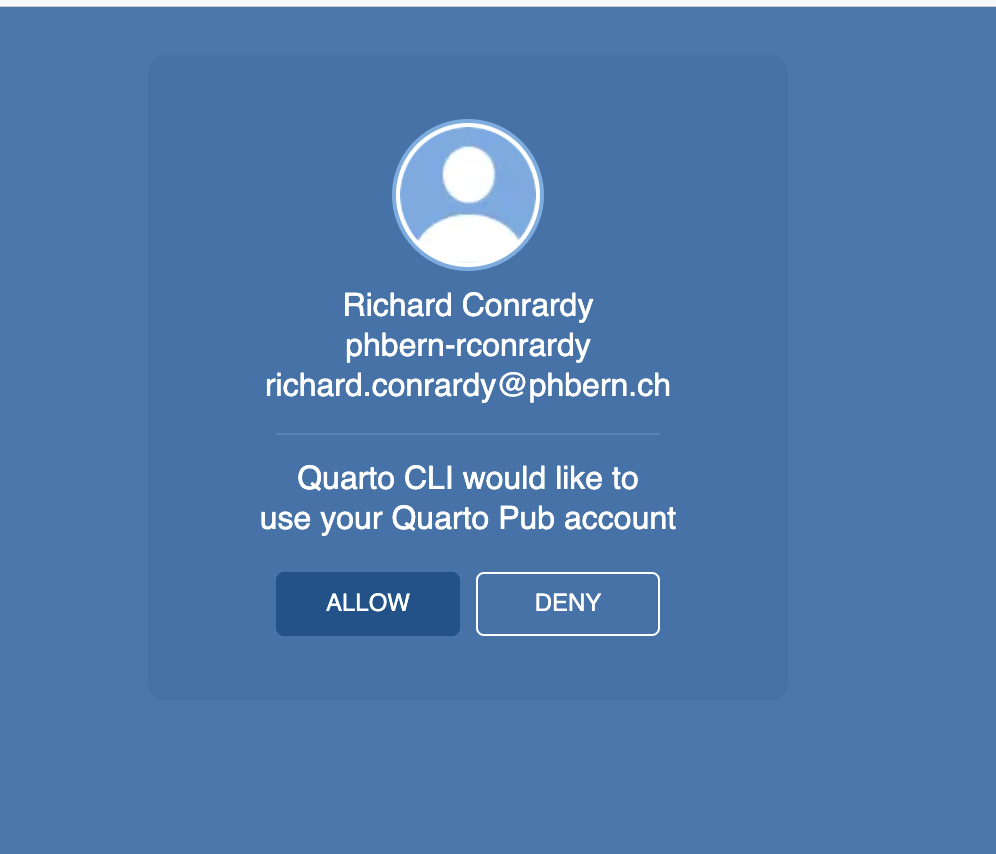 Richard Conrardy
phbern-rconrardy
richard.conrardy@phbern.ch
Quarto CLI would like to
use your Quarto Pub account
ALLOW
DENY